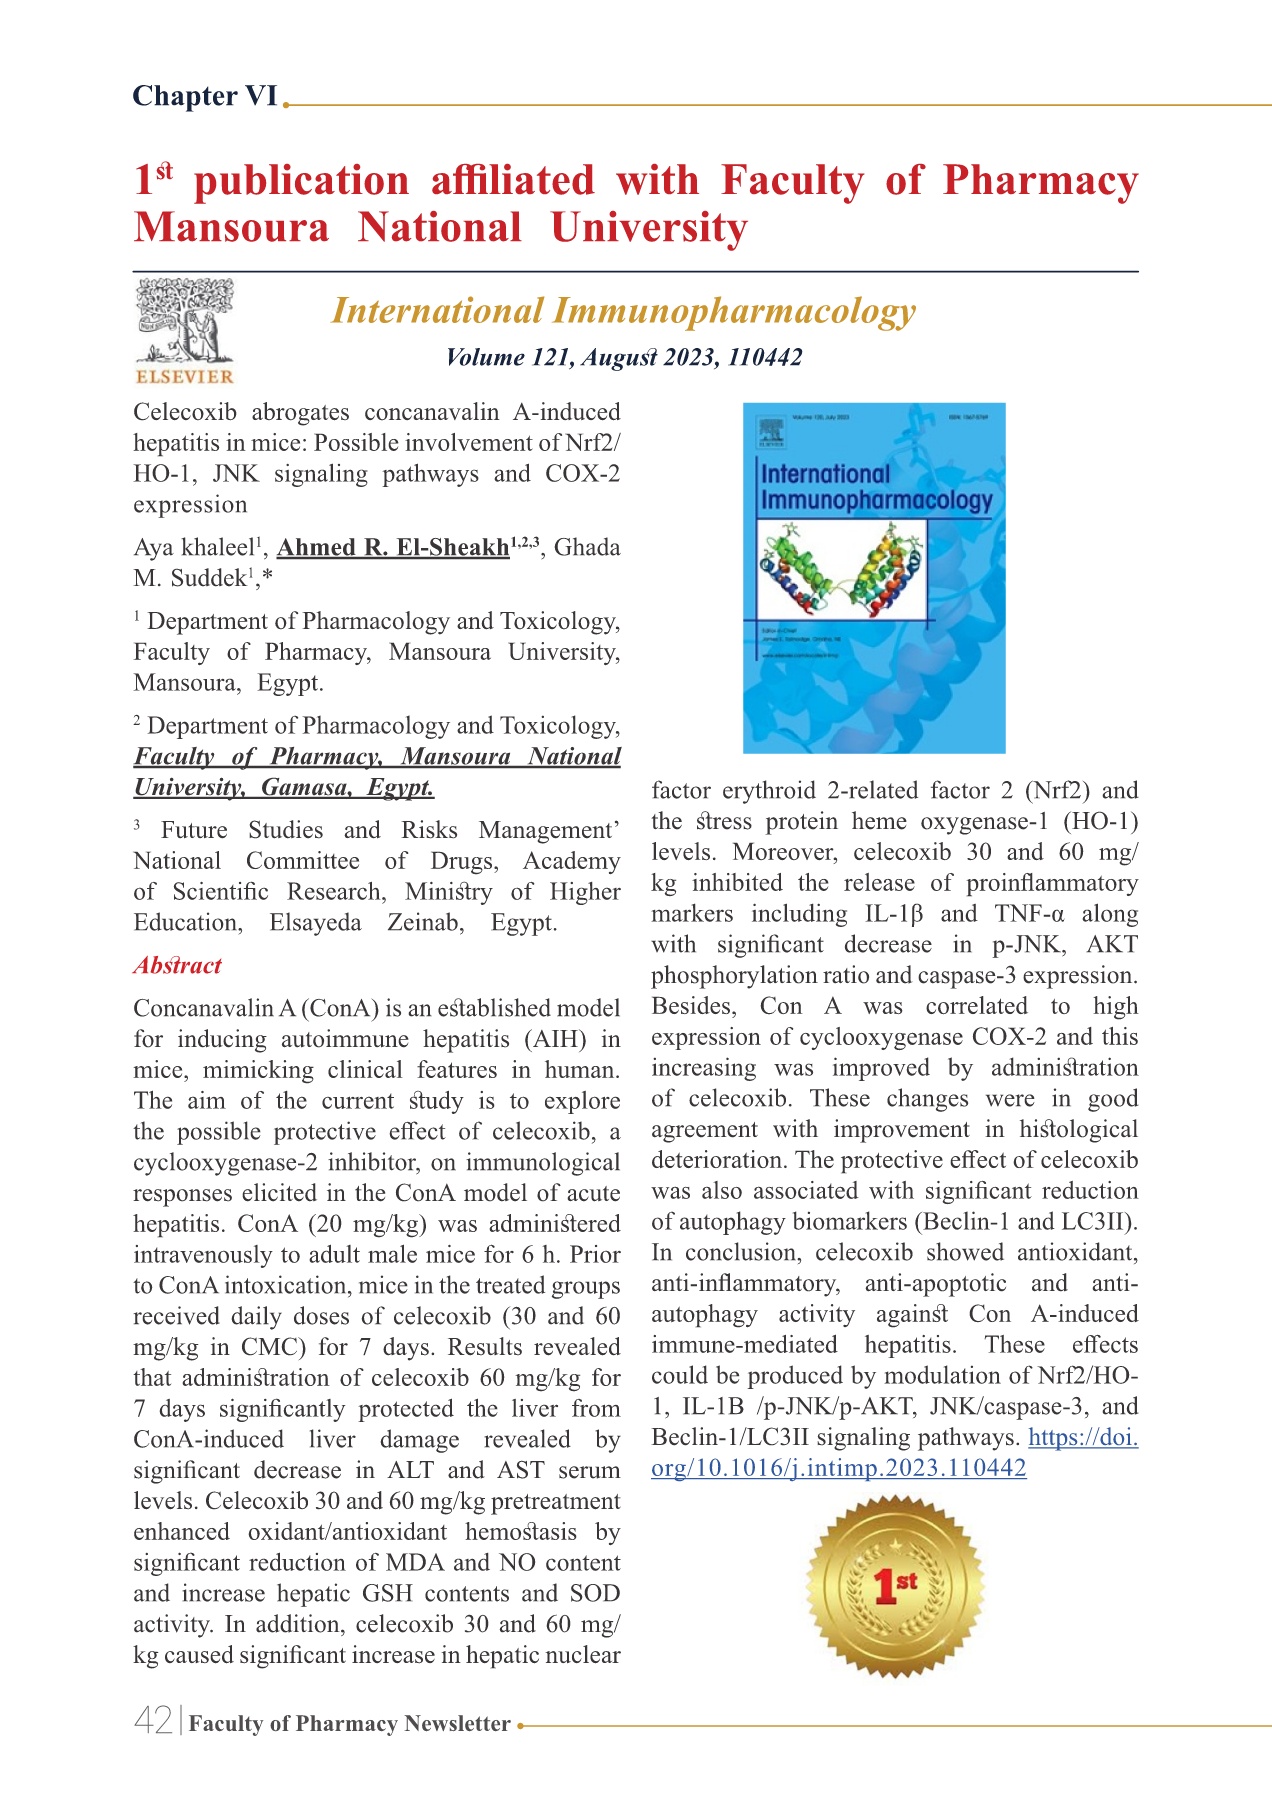 Chapter VI
1st publication affiliated with Faculty of Pharmacy
Mansoura National University
ELSEVIER
International Immunopharmacology
Volume 121, August 2023, 110442
Celecoxib abrogates concanavalin A-induced
hepatitis in mice: Possible involvement of Nrf2/
HO-1, JNK signaling pathways and COX-2
expression
Aya khaleel1, Ahmed R. El-Sheakh1,2,3, Ghada
M. Suddek1,*
1 Department of Pharmacology and Toxicology,
Faculty of Pharmacy, Mansoura University,
Mansoura, Egypt.
2 Department of Pharmacology and Toxicology,
Faculty of Pharmacy, Mansoura National
University, Gamasa, Egypt.
3 Future Studies and Risks Management’
National Committee of Drugs, Academy
of Scientific Research, Ministry of Higher
Education, Elsayeda Zeinab, Egypt.
Abstract
Concanavalin A (ConA) is an established model
for inducing autoimmune hepatitis (AIH) in
mice, mimicking clinical features in human.
The aim of the current study is to explore
the possible protective effect of celecoxib, a
cyclooxygenase-2 inhibitor, on immunological
responses elicited in the ConA model of acute
hepatitis. ConA (20 mg/kg) was administered
intravenously to adult male mice for 6 h. Prior
to ConA intoxication, mice in the treated groups
received daily doses of celecoxib (30 and 60
mg/kg in CMC) for 7 days. Results revealed
that administration of celecoxib 60 mg/kg for
7 days significantly protected the liver from
ConA-induced liver damage revealed by
significant decrease in ALT and AST serum
levels. Celecoxib 30 and 60 mg/kg pretreatment
enhanced oxidant/antioxidant hemostasis by
significant reduction of MDA and NO content
and increase hepatic GSH contents and SOD
activity. In addition, celecoxib 30 and 60 mg/
kg caused significant increase in hepatic nuclear
Volume 120, July 2023
ISSN 1567-5769
ELSEVIER
International
Immunopharmacology
Editor-in-Chief
factor erythroid 2-related factor 2 (Nrf2) and
the stress protein heme oxygenase-1 (HO-1)
levels. Moreover, celecoxib 30 and 60 mg/
kg inhibited the release of proinflammatory
markers including IL-1β and TNF-α along
with significant decrease in p-JNK, AKT
phosphorylation ratio and caspase-3 expression.
Besides, Con A was correlated to high
expression of cyclooxygenase COX-2 and this
increasing was improved by administration
of celecoxib. These changes were in good
agreement with improvement in histological
deterioration. The protective effect of celecoxib
was also associated with significant reduction
of autophagy biomarkers (Beclin-1 and LC3II).
In conclusion, celecoxib showed antioxidant,
anti-inflammatory, anti-apoptotic and anti-
autophagy activity against Con A-induced
immune-mediated hepatitis. These effects
could be produced by modulation of Nrf2/HO-
1, IL-1B /p-JNK/p-AKT, JNK/caspase-3, and
Beclin-1/LC3II signaling pathways. https://doi.
org/10.1016/j.intimp.2023.110442
1st
42 | Faculty of Pharmacy Newsletter